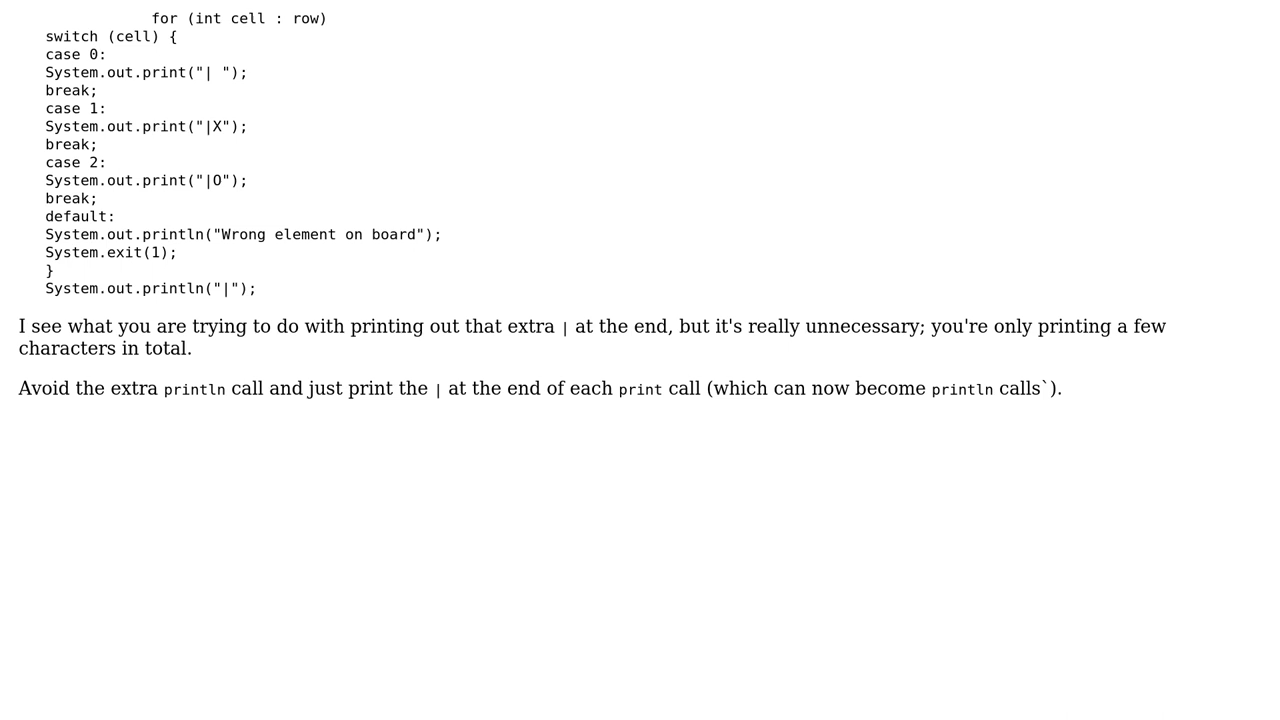 for (int cell : row)
switch (cell) {
case 0:
System.out.print("| ");
break;
case 1:
System.out.print("|X");
break;
case 2:
System.out.print("|O");
break;
default:
System.out.println("Wrong element on board");
System.exit(1);
}
System.out.println("|");
I see what you are trying to do with printing out that extra | at the end, but it's really unnecessary; you're only printing a few
characters in total.
Avoid the extra println call and just print the | at the end of each print call (which can now become println calls`).